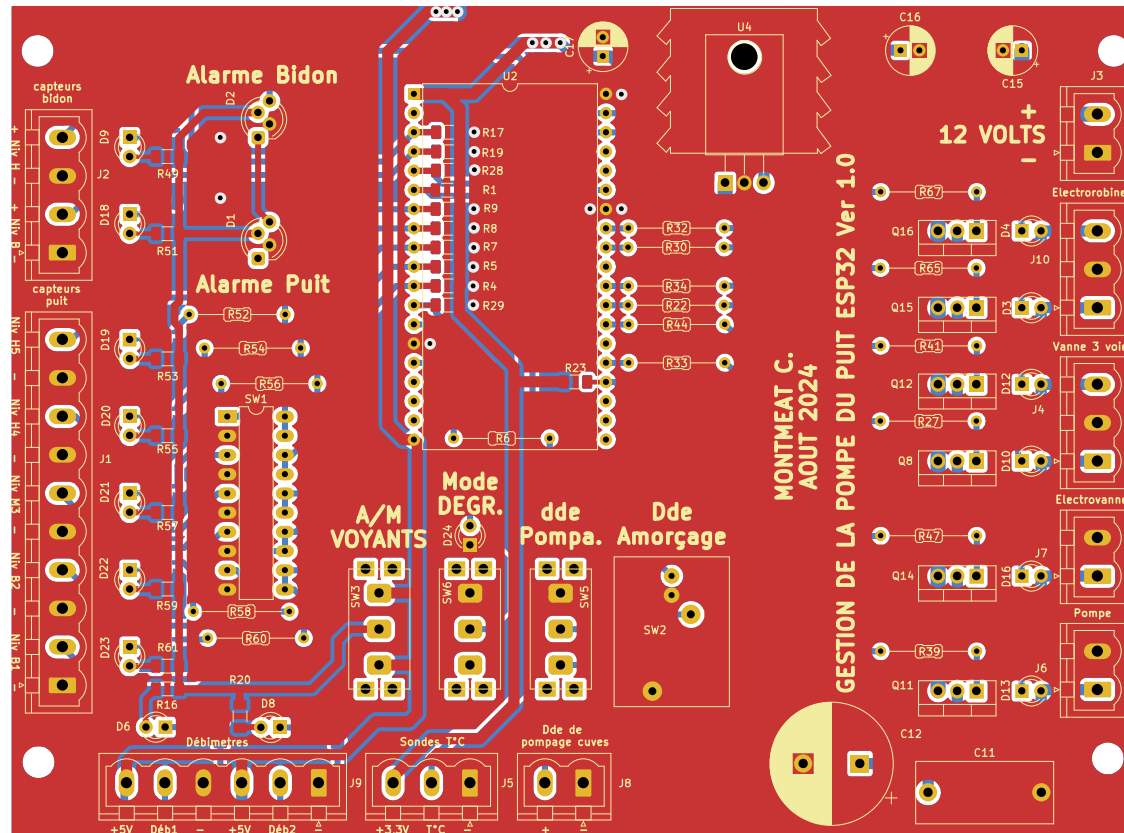 C16
C17
U4
C15
U2
J3
capteurs
bidon
Alarme Bidon
D2
D9
+
Niv H
-
+
Niv B
-
J2
R49
D18
R51
D1
Alarme Puit
R17
R19
R28
R1
R9
R8
R7
R5
R4
R29
R32
R30
R34
R22
R44
R33
R23
R6
+
12 VOLTS
-
Electrorobine
R67
Q16
D4
J10
R65
Q15
D3
Vanne 3 voie
R41
Q12
D12
J4
R27
Q8
D10
Electrovanne
R47
Q14
D16
J7
Pompe
R39
Q11
D13
J6
MONTMEAT C.
AOUT 2024
GESTION DE LA POMPE DU PUIT ESP32 Ver 1.0
capteurs
puit
Niv H5
-
Niv H4
-
Niv M3
-
Niv B2
-
Niv B1
-
J1
D19
R53
D20
R55
D21
R57
D22
R59
D23
R61
R52
R54
R56
SW1
R58
R60
R20
R16
D6
D8
A/M
VOYANTS
SW3
Mode
DEGR.
D24
SW6
dde
Pompa.
SW5
Dde
Amorçage
SW2
Débimetres
J9
+5V
Déb1
-
+5V
Déb2
-
Sondes T°C
J5
+3.3V
T°C
-
Dde de
pompage cuves
J8
+
-
C12
+
C11